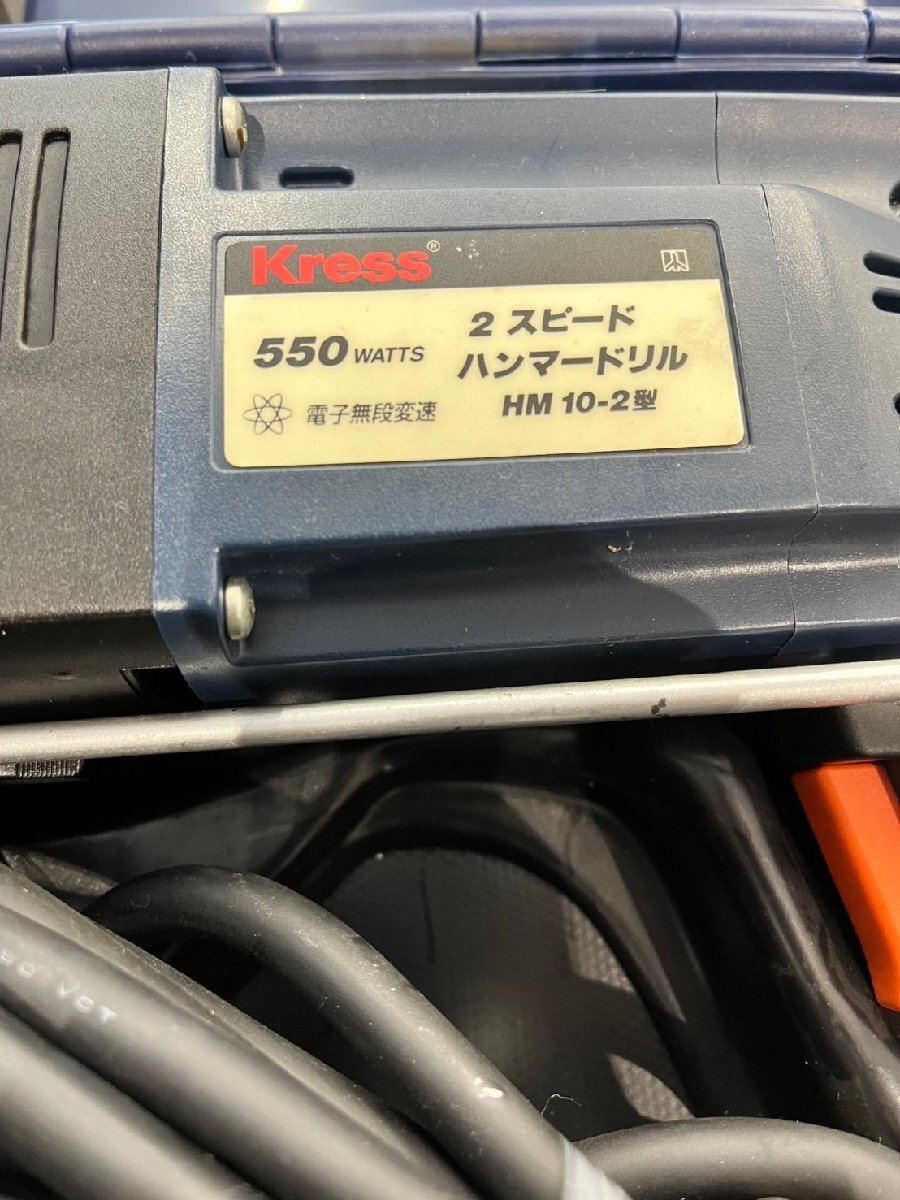 Kress®
550 WATTS
電子無段変速
2 スピード
ハンマードリル
HM 10-2型